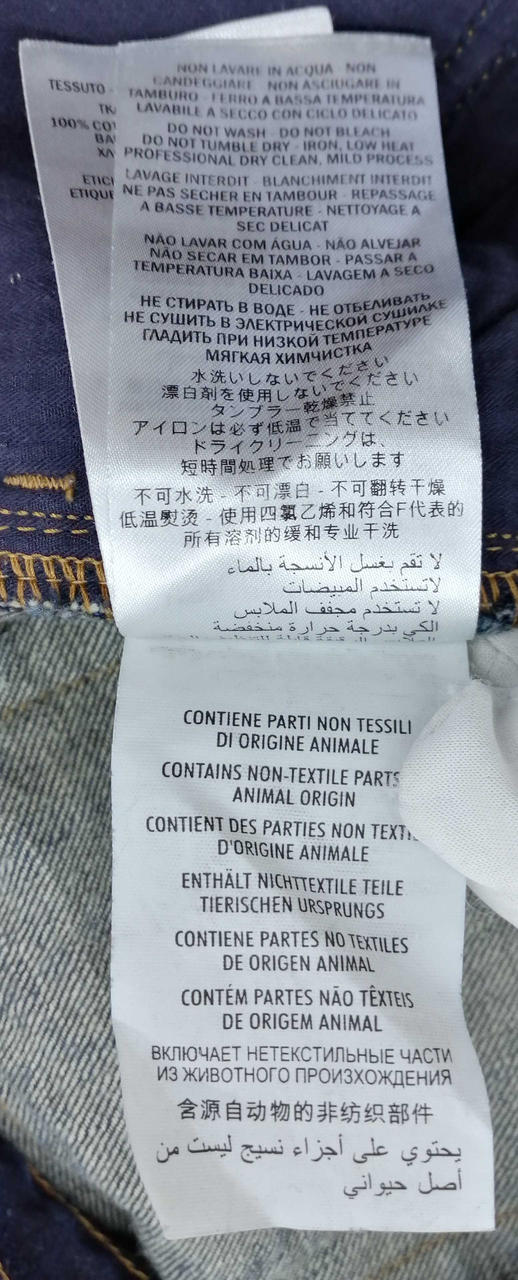 TESSUTO -
100% CO
NON LAVARE IN ACQUA - NON
CANDEGGIARE - NON ASCIUGARE IN
TAMBURO - FERRO A BASSA TEMPERATURA
LAVABILE A SECCO CON CICLO DELICATO
DO NOT WASH - DO NOT BLEACH
DO NOT TUMBLE DRY - IRON, LOW HEAT
PROFESSIONAL DRY CLEAN, MILD PROCESS
LAVAGE INTERDIT - BLANCHIMENT INTERDIT
NE PAS SECHER EN TAMBOUR - REPASSAGE
A BASSE TEMPERATURE - NETTOYAGE A
SEC DELICAT
NÃO LAVAR COM ÁGUA - NÃO ALVEJAR
NÃO SECAR EM TAMBOR - PASSAR A
TEMPERATURA BAIXA - LAVAGEM A SECO
DELICADO
НЕ СТИРАТЬ В ВОДЕ - НЕ ОТБЕЛИВАТЬ
НЕ СУШИТЬ В ЭЛЕКТРИЧЕСКОЙ СУШИЛКЕ
ГЛАДИТЬ ПРИ НИЗКОЙ ТЕМПЕРАТУРЕ
МЯГКАЯ ХИМЧИСТКА
水洗いしないでください
漂白剤を使用しないでください
タンブラー乾燥禁止
アイロンは必ず低温で当ててください
ドライクリーニングは、
短時間処理でお願いします
不可水洗 - 不可漂白 - 不可翻转干燥
低温熨烫 - 使用四氯乙烯和符合F代表的
所有溶剂的缓和专业干洗
لا تقم بغسل الأنسجة بالماء
لاتستخدم المبيضات
لا تستخدم مجفف الملابس
الكي بدرجة حرارة منخفضة
CONTIENE PARTI NON TESSILI
DI ORIGINE ANIMALE
CONTAINS NON-TEXTILE PARTS
ANIMAL ORIGIN
CONTIENT DES PARTIES NON TEXTI
D'ORIGINE ANIMALE
ENTHÄLT NICHTTEXTILE TEILE
TIERISCHEN URSPRUNGS
CONTIENE PARTES NO TEXTILES
DE ORIGEN ANIMAL
CONTÉM PARTES NÃO TÊXTEIS
DE ORIGEM ANIMAL
ВКЛЮЧАЕТ НЕТЕКСТИЛЬНЫЕ ЧАСТИ
ИЗ ЖИВОТНОГО ПРОИЗХОЖДЕНИЯ
含源自动物的非纺织部件
يحتوي على أجزاء نسيج ليست من
أصل حيواني